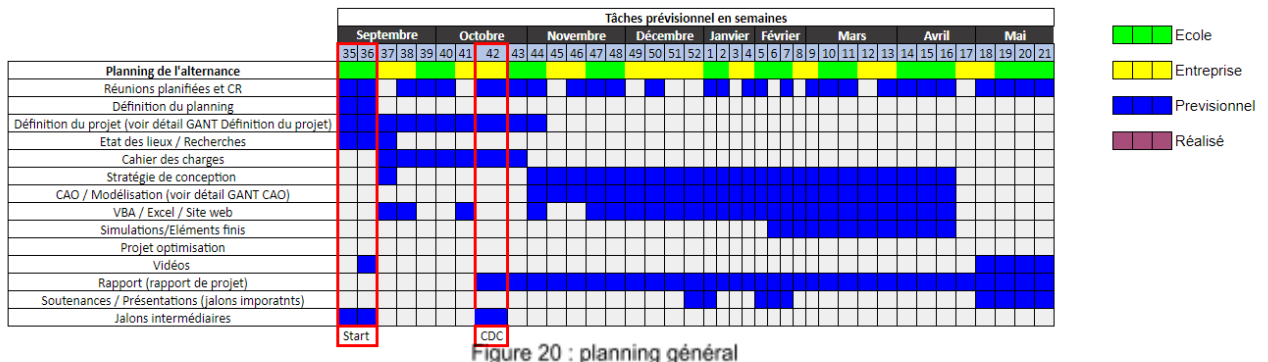 Tâches prévisionnel en semaines
Septembre Octobre Novembre Décembre Janvier Février Mars Avril Mai
35 36 37 38 39 40 41 42 43 44 45 46 47 48 49 50 51 52 1 2 3 4 5 6 7 8 9 10 11 12 13 14 15 16 17 18 19 20 21
Planning de l'alternance
Réunions planifiées et CR
Définition du planning
Définition du projet (voir détail GANT Définition du projet)
Etat des lieux / Recherches
Cahier des charges
Stratégie de conception
CAO / Modélisation (voir détail GANT CAO)
VBA / Excel / Site web
Simulations/Eléments finis
Projet optimisation
Vidéos
Rapport (rapport de projet)
Soutenances / Présentations (jalons imporatnts)
Jalons intermédiaires
Start CDC
Ecole
Entreprise
Previsionnel
Réalisé
Figure 20 : planning général